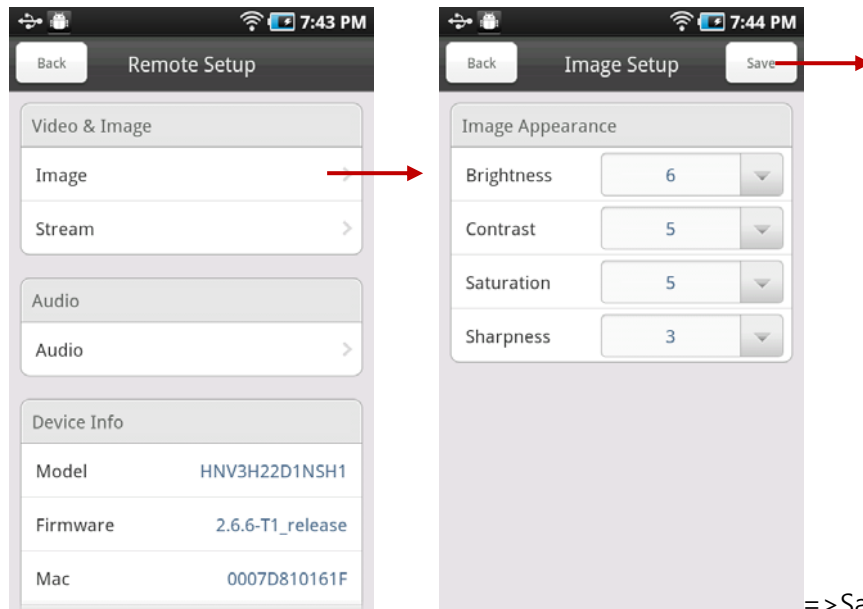 7:43 PM
Back Remote Setup
Video & Image
Image
Stream
Audio
Audio
Device Info
Model HNV3H22D1NSH1
Firmware 2.6.6-T1_release
Mac 0007D810161F
7:44 PM
Back Image Setup Save
Image Appearance
Brightness 6
Contrast 5
Saturation 5
Sharpness 3
=>Sa